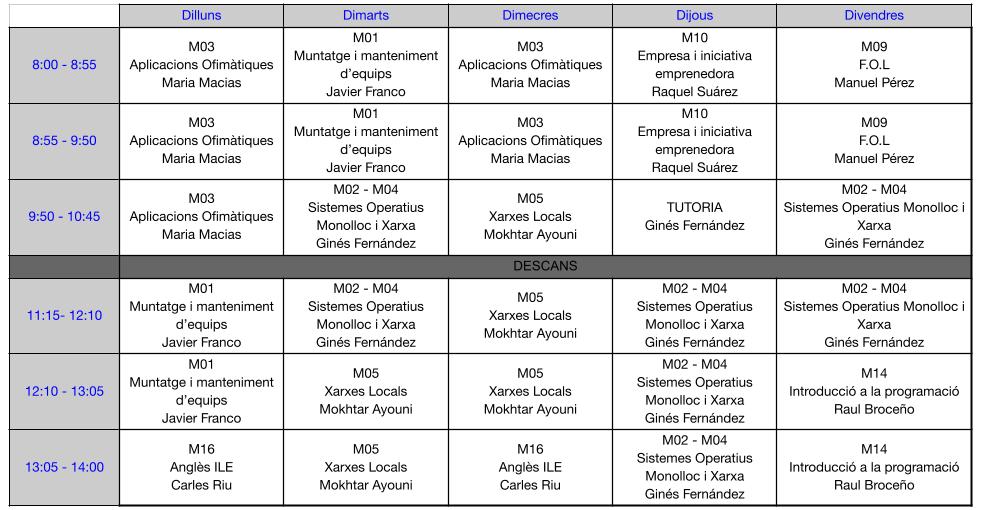 Dilluns Dimarts Dimecres Dijous Divendres
8:00 - 8:55
M03
Aplicacions Ofimàtiques
Maria Macias
M01
Muntatge i manteniment
d'equips
Javier Franco
M03
Aplicacions Ofimàtiques
Maria Macias
M10
Empresa i iniciativa
emprenedora
Raquel Suárez
M09
F.O.L
Manuel Pérez
8:55 - 9:50
M03
Aplicacions Ofimàtiques
Maria Macias
M01
Muntatge i manteniment
d'equips
Javier Franco
M03
Aplicacions Ofimàtiques
Maria Macias
M10
Empresa i iniciativa
emprenedora
Raquel Suárez
M09
F.O.L
Manuel Pérez
9:50 - 10:45
M03
Aplicacions Ofimàtiques
Maria Macias
M02 - M04
Sistemes Operatius
Monolloc i Xarxa
Ginés Fernández
M05
Xarxes Locals
Mokhtar Ayouni
TUTORIA
Ginés Fernández
M02 - M04
Sistemes Operatius Monolloc i
Xarxa
Ginés Fernández
DESCANS
11:15- 12:10
M01
Muntatge i manteniment
d'equips
Javier Franco
M02 - M04
Sistemes Operatius
Monolloc i Xarxa
Ginés Fernández
M05
Xarxes Locals
Mokhtar Ayouni
M02 - M04
Sistemes Operatius
Monolloc i Xarxa
Ginés Fernández
M02 - M04
Sistemes Operatius Monolloc i
Xarxa
Ginés Fernández
12:10 - 13:05
M01
Muntatge i manteniment
d'equips
Javier Franco
M05
Xarxes Locals
Mokhtar Ayouni
M05
Xarxes Locals
Mokhtar Ayouni
M02 - M04
Sistemes Operatius
Monolloc i Xarxa
Ginés Fernández
M14
Introducció a la programació
Raul Broceño
13:05 - 14:00
M16
Anglès ILE
Carles Riu
M05
Xarxes Locals
Mokhtar Ayouni
M16
Anglès ILE
Carles Riu
M02 - M04
Sistemes Operatius
Monolloc i Xarxa
Ginés Fernández
M14
Introducció a la programació
Raul Broceño